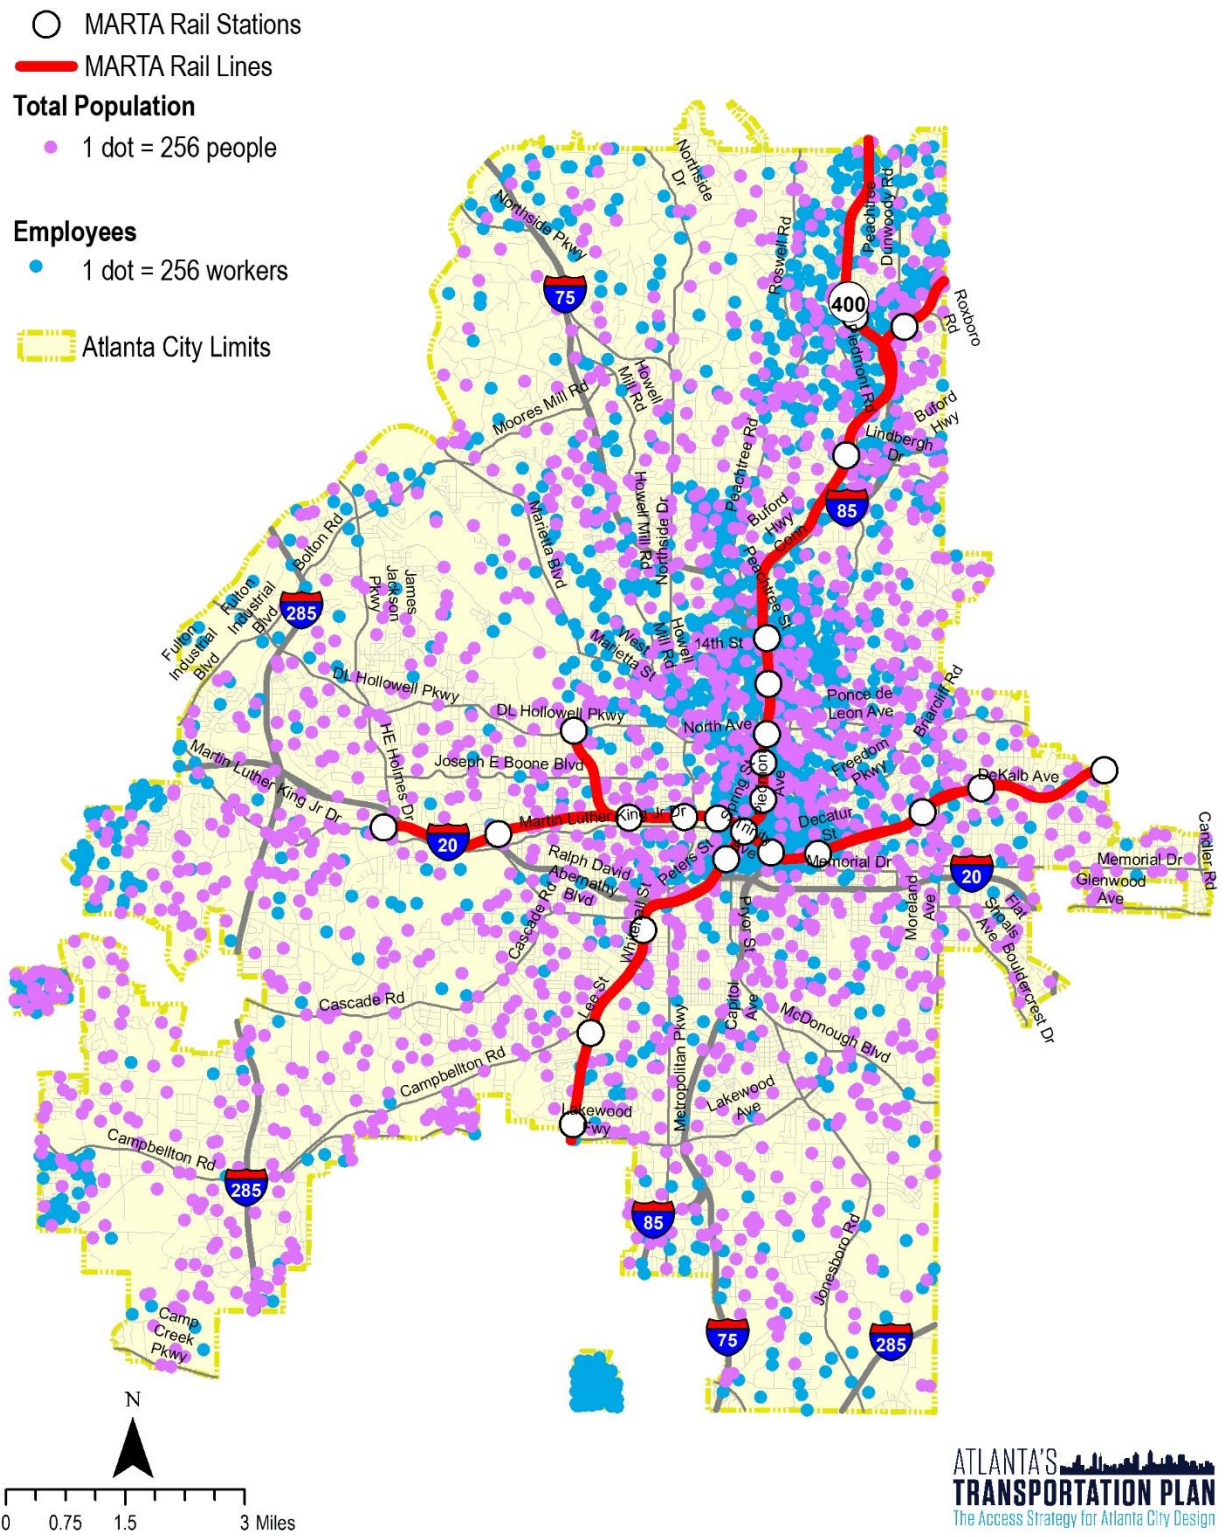 MARTA Rail Stations
MARTA Rail Lines
Total Population
1 dot = 256 people
Employees
1 dot = 256 workers
Atlanta City Limits
Northside
Dr
Northside Pkwy
75
Roswell Rd
Peachtree
Dunwoody Rd
400
Piedmont Rd
Roxboro
Rd
Howell
Mill Rd
Moores Mill Rd
Buford
Hwy
Lindbergh
Dr
Peachtree Rd
Buford
Hwy
Conn
85
Howell Mill Rd
Northside Dr
Marietta Blvd
Bolton Rd
James
Jackson
Pkwy
Fulton
Industrial
Blvd
285
Fulton
Industrial
Blvd
Peachtree St
14th St
Howell
Mill Rd
West
Marietta St
DL Hollowell Pkwy
DL Hollowell Pkwy
North Ave
Ponce de
Leon Ave
Briarcliff Rd
Freedom
Pkwy
Joseph E Boone Blvd
HE Holmes Dr
Martin Luther King Jr Dr
Spring St
Piedmont
Ave
DeKalb Ave
Martin Luther King Jr Dr
20
Trinity
Ave
Decatur
St
Memorial Dr
Peters St
Ralph David
Abernathy
Blvd
Cascade Rd
Whitehall St
Pryor St
Moreland
Ave
20
Memorial Dr
Candler Rd
Glenwood
Ave
Flat
Shoals
Ave
Bouldercrest Dr
Cascade Rd
Lee St
Capitol
Ave
McDonough Blvd
Metropolitan Pkwy
Campbellton Rd
Lakewood
Fwy
Lakewood
Ave
Campbellton Rd
285
85
Jonesboro Rd
75
285
Camp
Creek
Pkwy
N
0 0.75 1.5 3 Miles
ATLANTA'S
TRANSPORTATION PLAN
The Access Strategy for Atlanta City Design